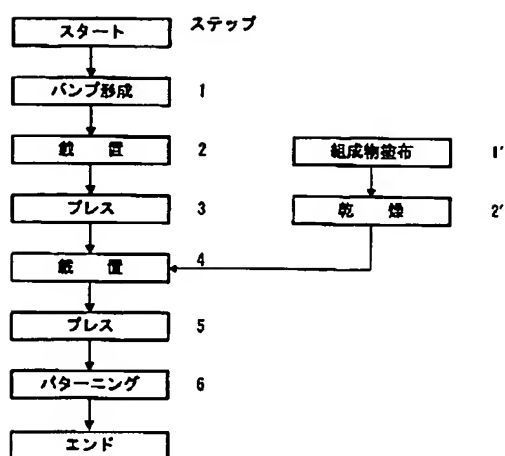 スタート ステップ
バンプ形成 1
載 置 2
プレス 3
載 置 4
プレス 5
パターニング 6
エンド
組成物塗布 1'
乾 燥 2'